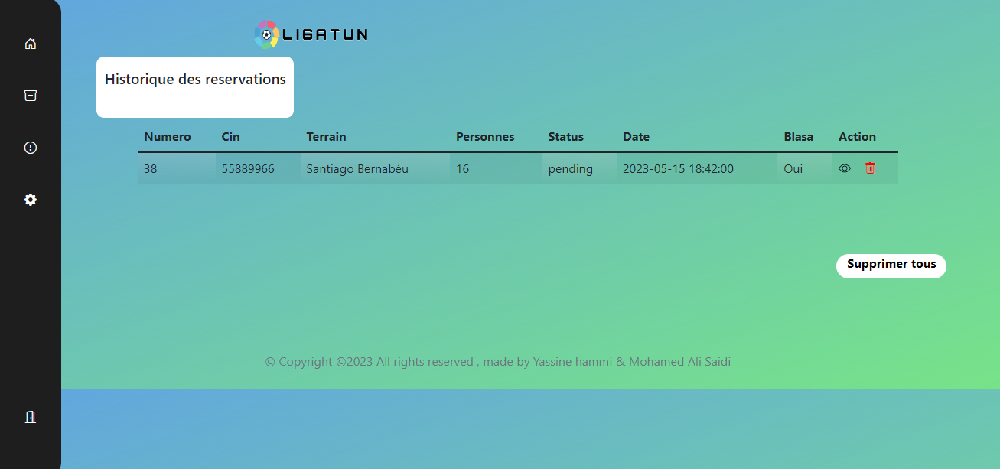 LIGATUN
Historique des reservations
Numero Cin Terrain Personnes Status Date Blasa Action
38 55889966 Santiago Bernabéu 16 pending 2023-05-15 18:42:00 Oui
Supprimer tous
© Copyright ©2023 All rights reserved , made by Yassine hammi & Mohamed Ali Saidi